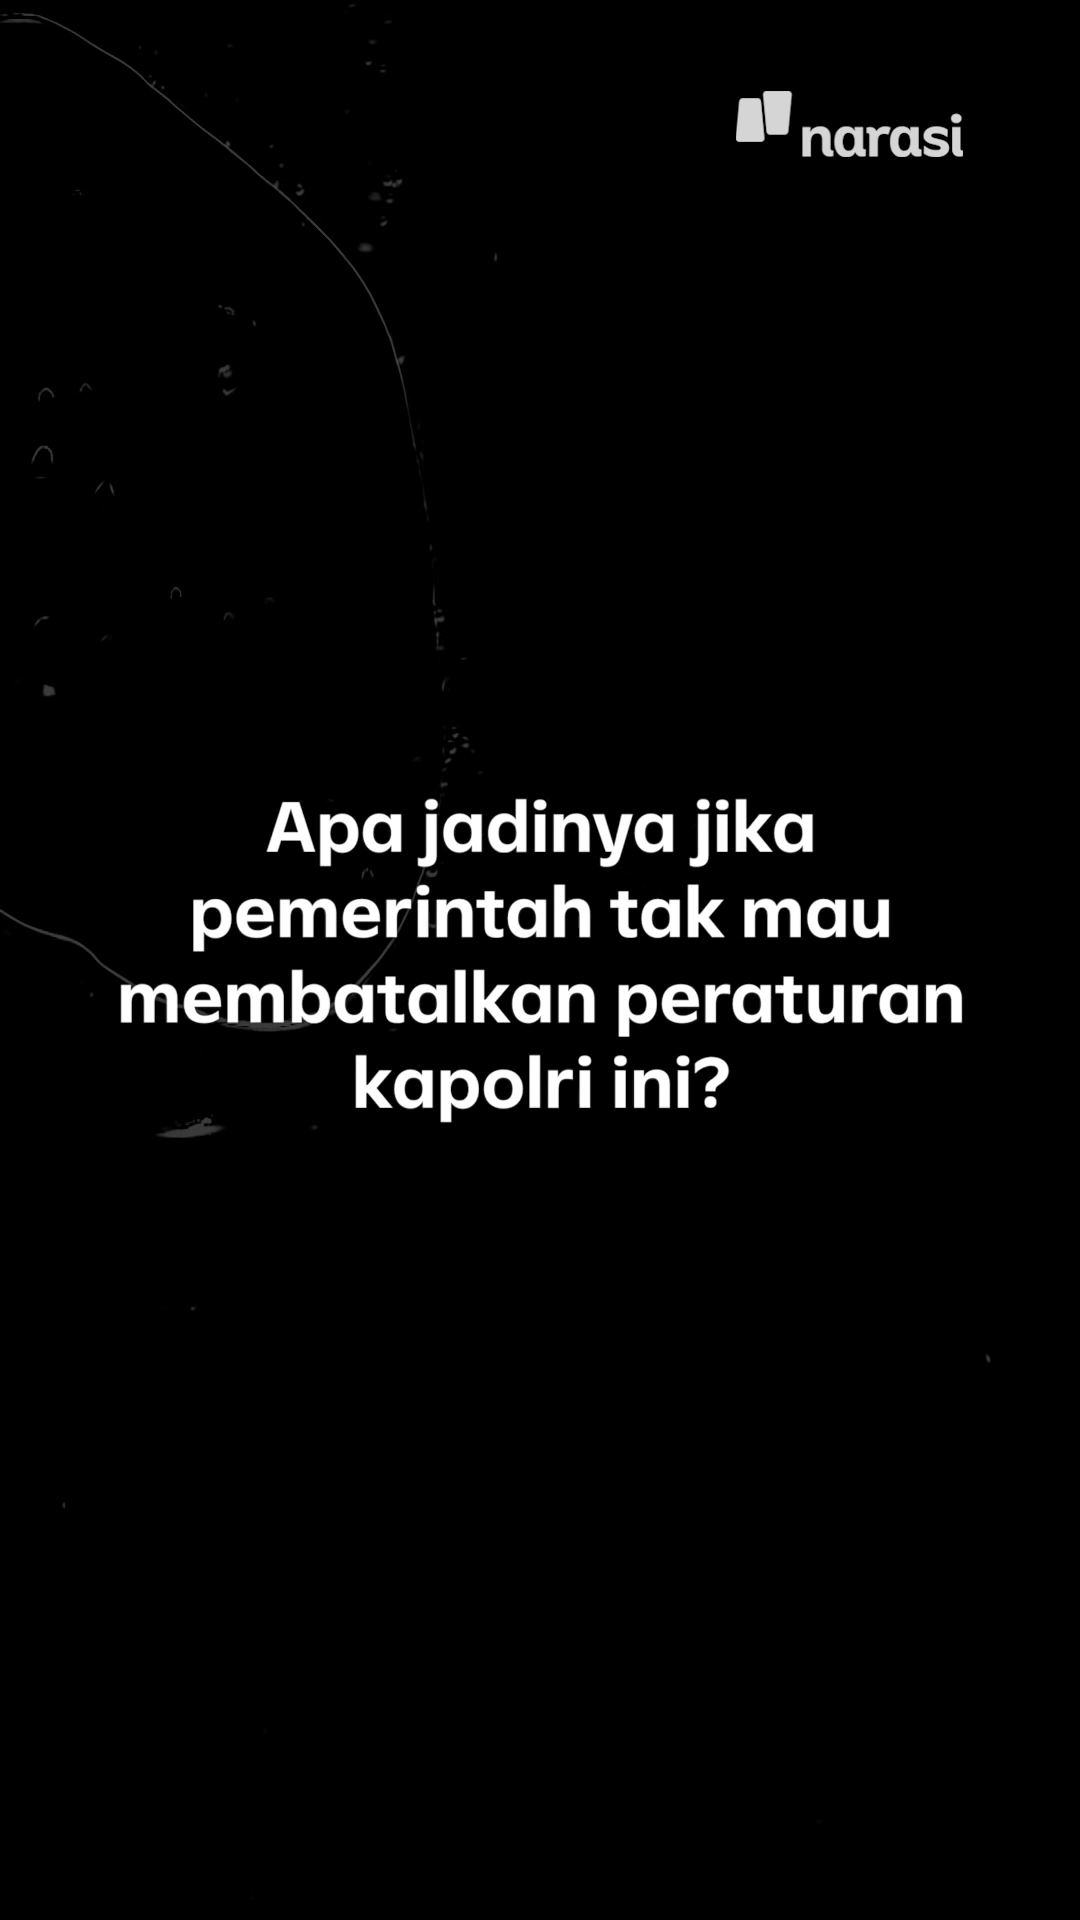 narasi
Apa jadinya jika
pemerintah tak mau
membatalkan peraturan
kapolri ini?